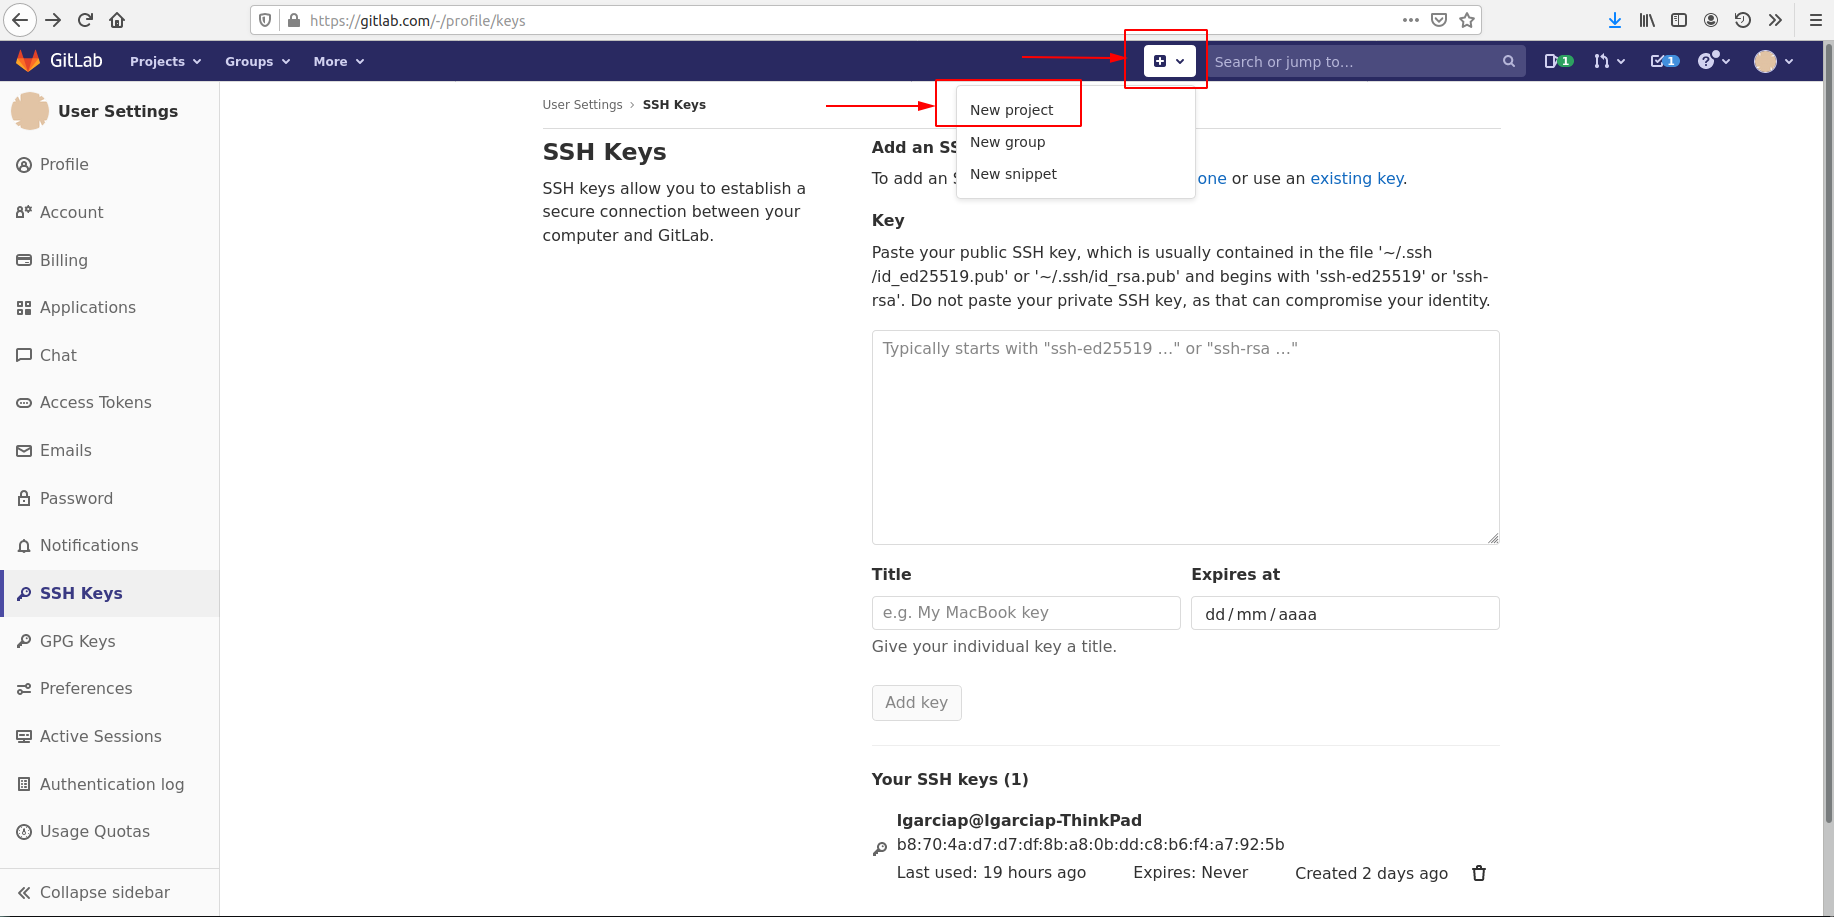 https://gitlab.com/-/profile/keys
GitLab Projects Groups More Search or jump to... 1 1
User Settings
Profile
Account
Billing
Applications
Chat
Access Tokens
Emails
Password
Notifications
SSH Keys
GPG Keys
Preferences
Active Sessions
Authentication log
Usage Quotas
Collapse sidebar
User Settings › SSH Keys
New project
New group
New snippet
SSH Keys
SSH keys allow you to establish a
secure connection between your
computer and GitLab.
Add an SS
To add an S one or use an existing key.
Key
Paste your public SSH key, which is usually contained in the file '~/.ssh
/id_ed25519.pub' or '~/.ssh/id_rsa.pub' and begins with 'ssh-ed25519' or 'ssh-
rsa'. Do not paste your private SSH key, as that can compromise your identity.
Typically starts with "ssh-ed25519 ..." or "ssh-rsa ..."
Title Expires at
e.g. My MacBook key dd/mm/aaaa
Give your individual key a title.
Add key
Your SSH keys (1)
lgarciap@lgarciap-ThinkPad
b8:70:4a:d7:d7:df:8b:a8:0b:dd:c8:b6:f4:a7:92:5b
Last used: 19 hours ago Expires: Never Created 2 days ago